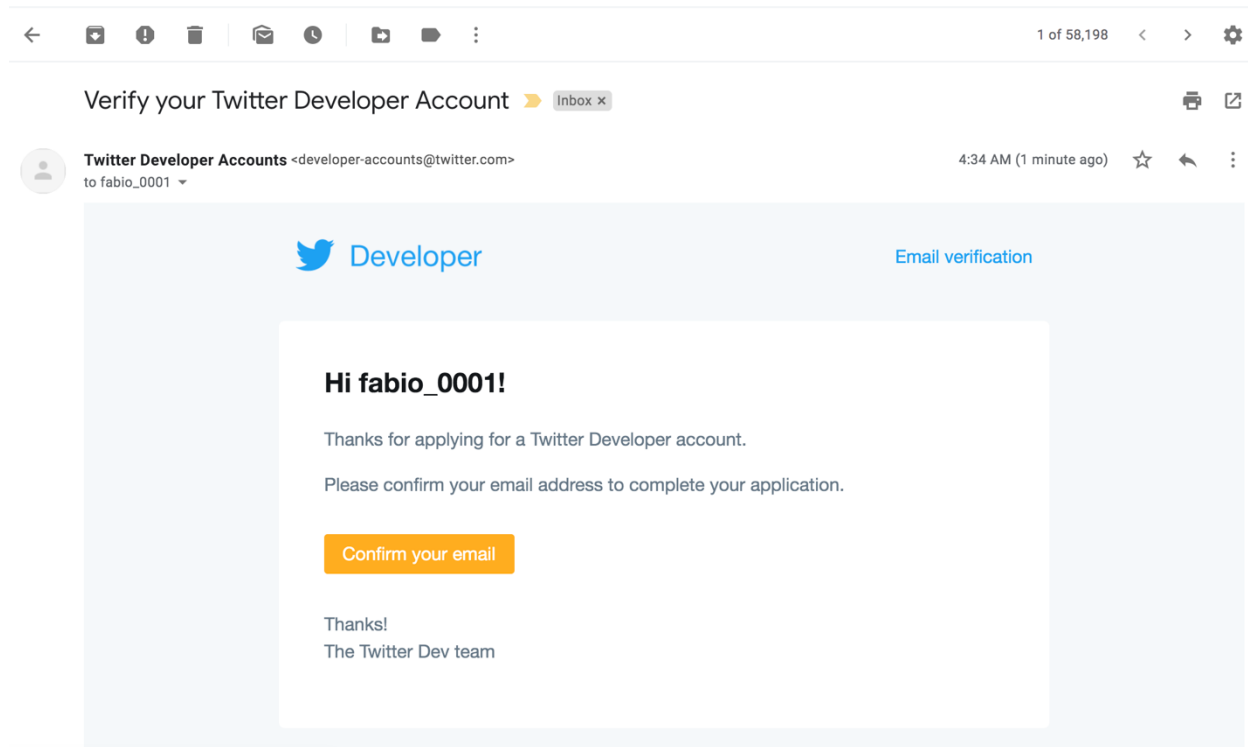 1 of 58,198
Verify your Twitter Developer Account Inbox ×
Twitter Developer Accounts <developer-accounts@twitter.com> 4:34 AM (1 minute ago)
to fabio_0001
Developer Email verification
Hi fabio_0001!
Thanks for applying for a Twitter Developer account.
Please confirm your email address to complete your application.
Confirm your email
Thanks!
The Twitter Dev team